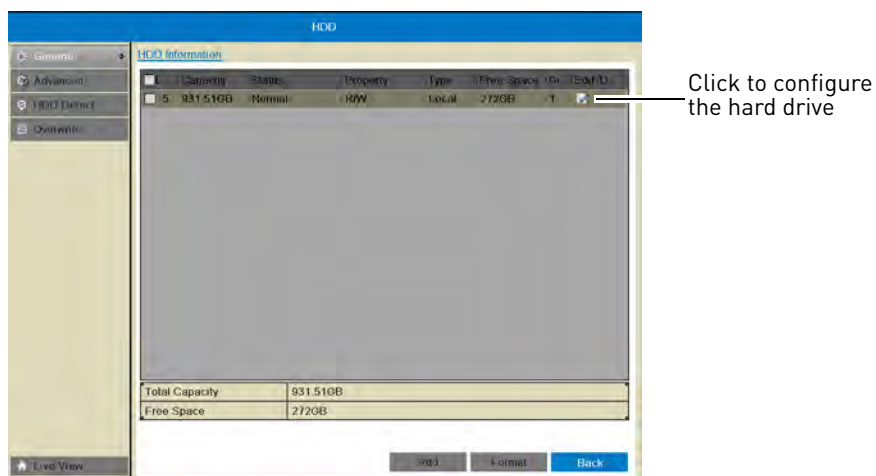 HDD
General
HDD Information
Advanced
HDD Detect
Overwrite
L Capacity Status Property Type Free Space Gr Edit D
5 931.51GB Normal R/W Local 272GB 1
Click to configure
the hard drive
Total Capacity 931.51GB
Free Space 272GB
Live View Add Format Back